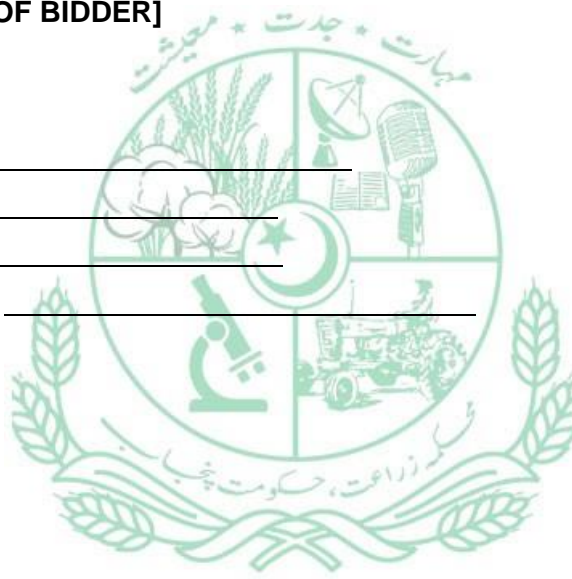 OF BIDDER]
مہارت ٭ جدت ٭ معیشت
محکمہ زراعت، حکومت پنجاب